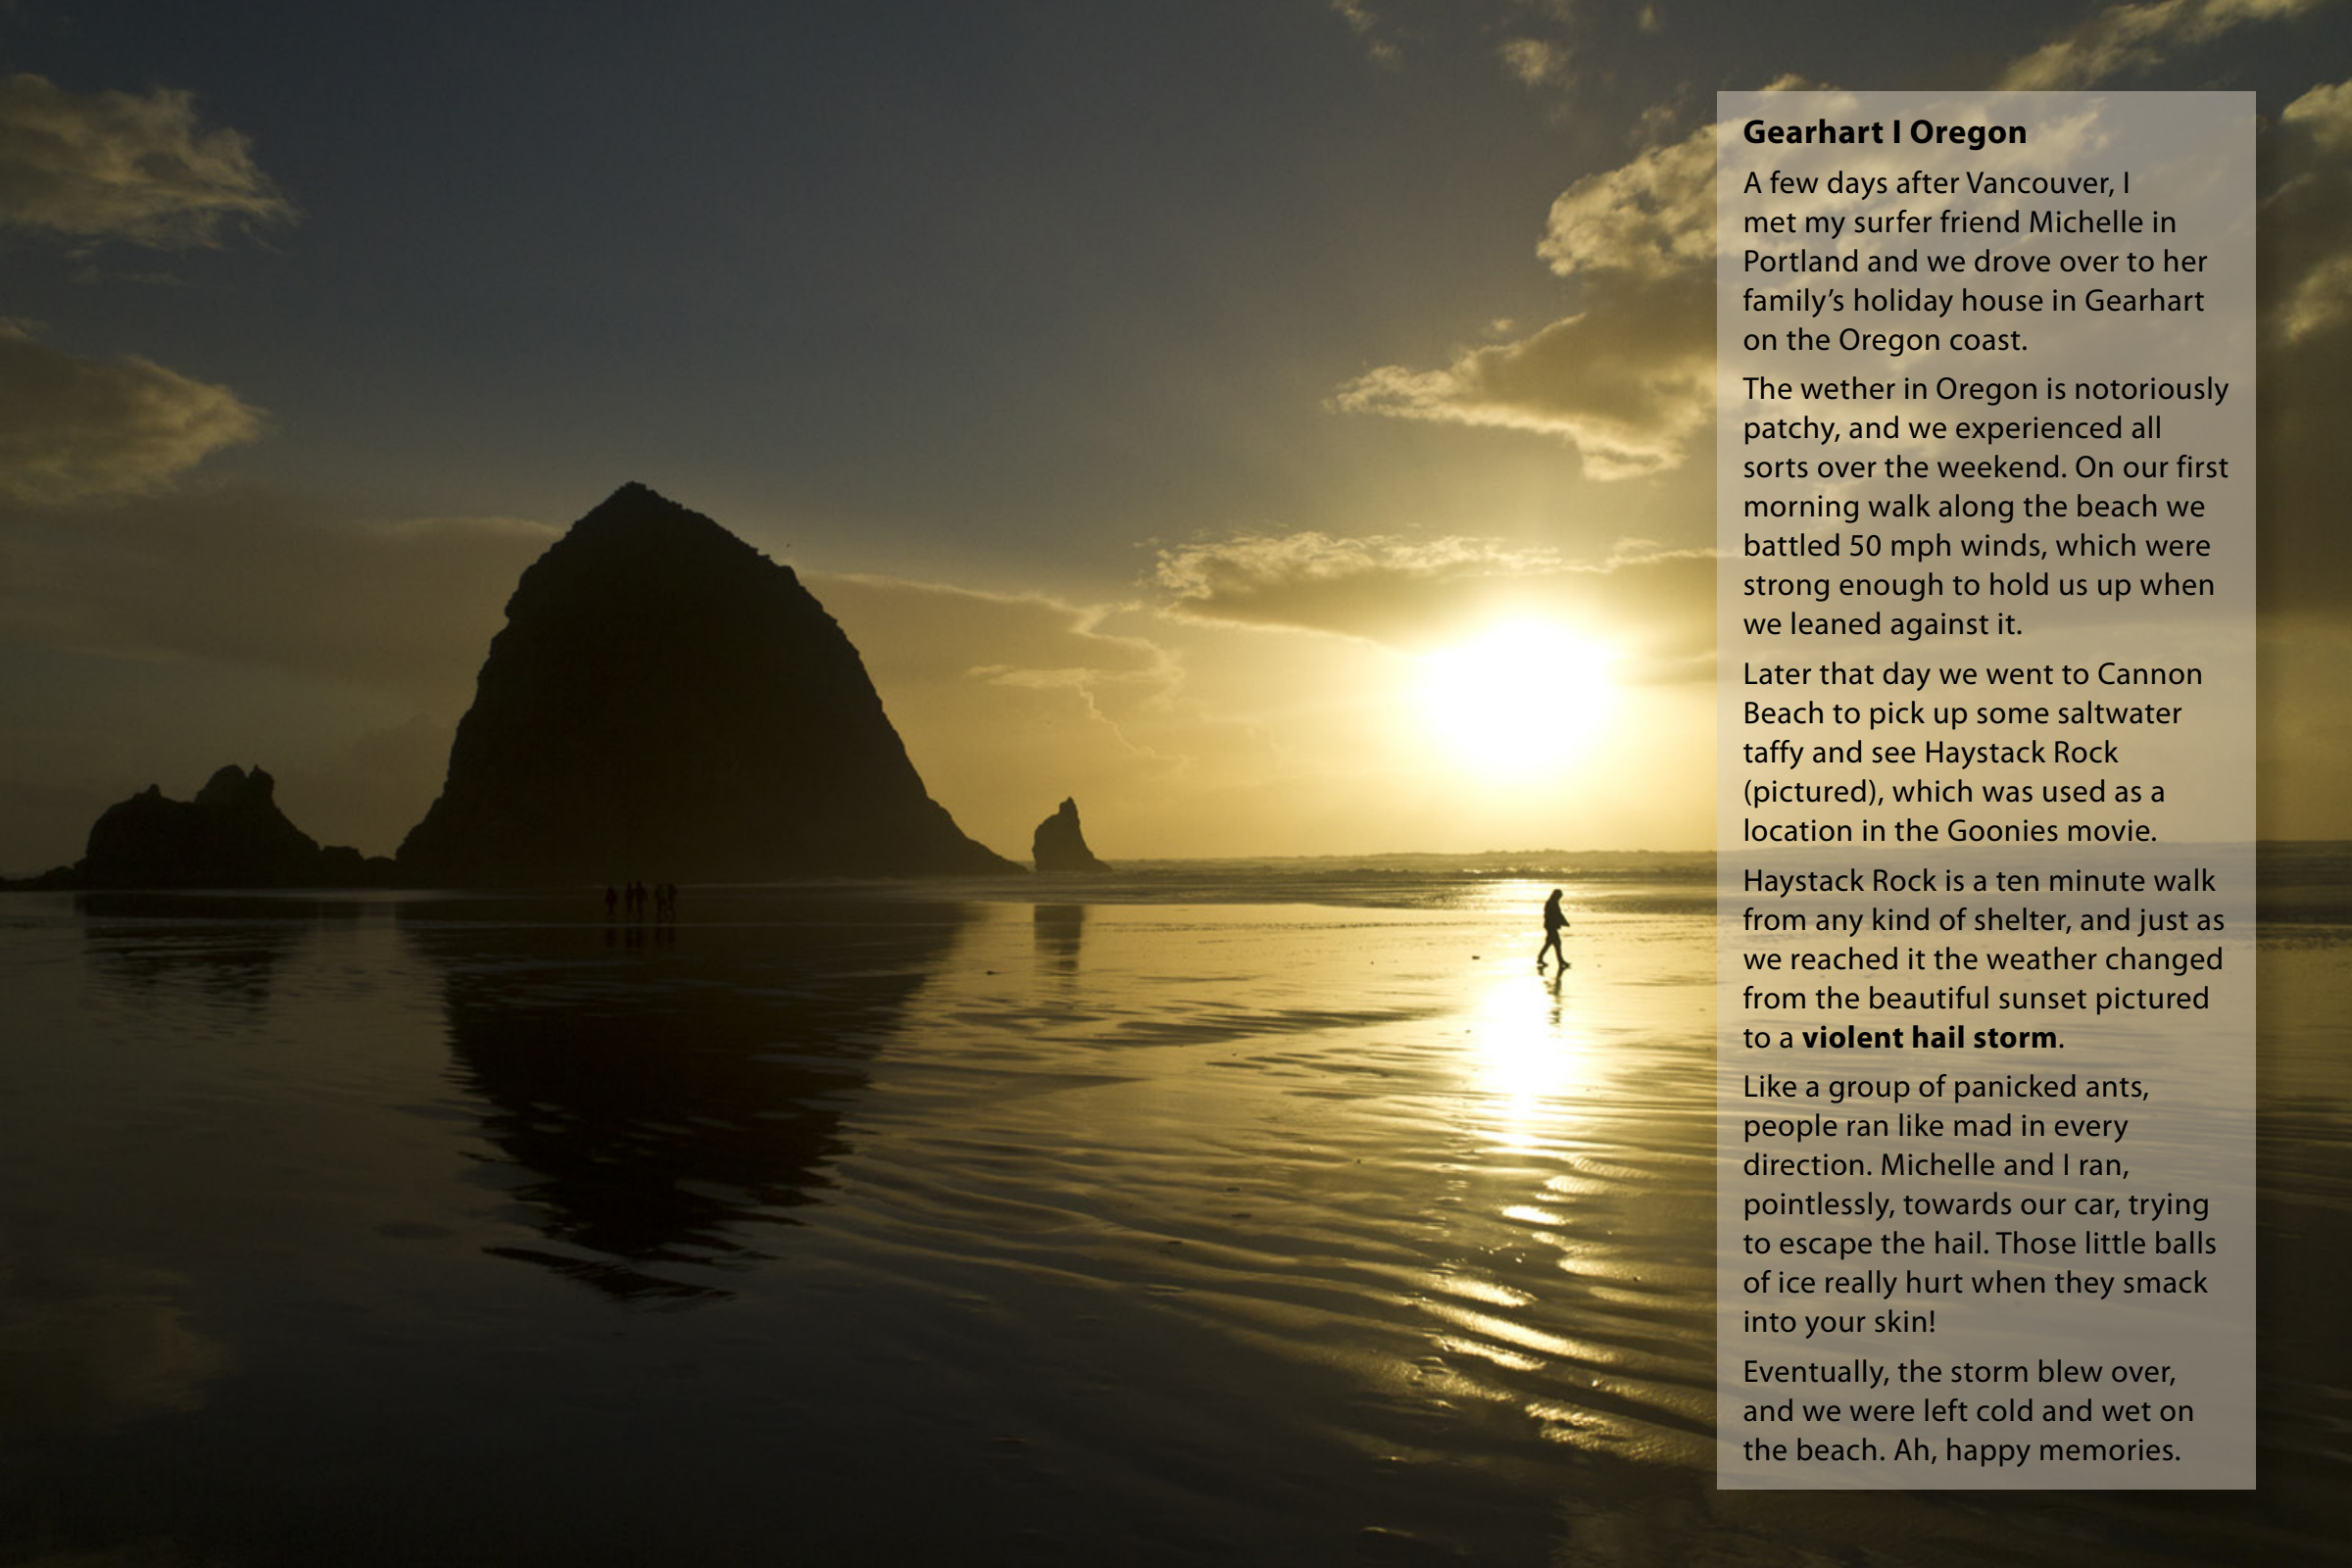 Gearhart I Oregon
A few days after Vancouver, I
met my surfer friend Michelle in
Portland and we drove over to her
family’s holiday house in Gearhart
on the Oregon coast.
The wether in Oregon is notoriously
patchy, and we experienced all
sorts over the weekend. On our first
morning walk along the beach we
battled 50 mph winds, which were
strong enough to hold us up when
we leaned against it.
Later that day we went to Cannon
Beach to pick up some saltwater
taffy and see Haystack Rock
(pictured), which was used as a
location in the Goonies movie.
Haystack Rock is a ten minute walk
from any kind of shelter, and just as
we reached it the weather changed
from the beautiful sunset pictured
to a violent hail storm.
Like a group of panicked ants,
people ran like mad in every
direction. Michelle and I ran,
pointlessly, towards our car, trying
to escape the hail. Those little balls
of ice really hurt when they smack
into your skin!
Eventually, the storm blew over,
and we were left cold and wet on
the beach. Ah, happy memories.